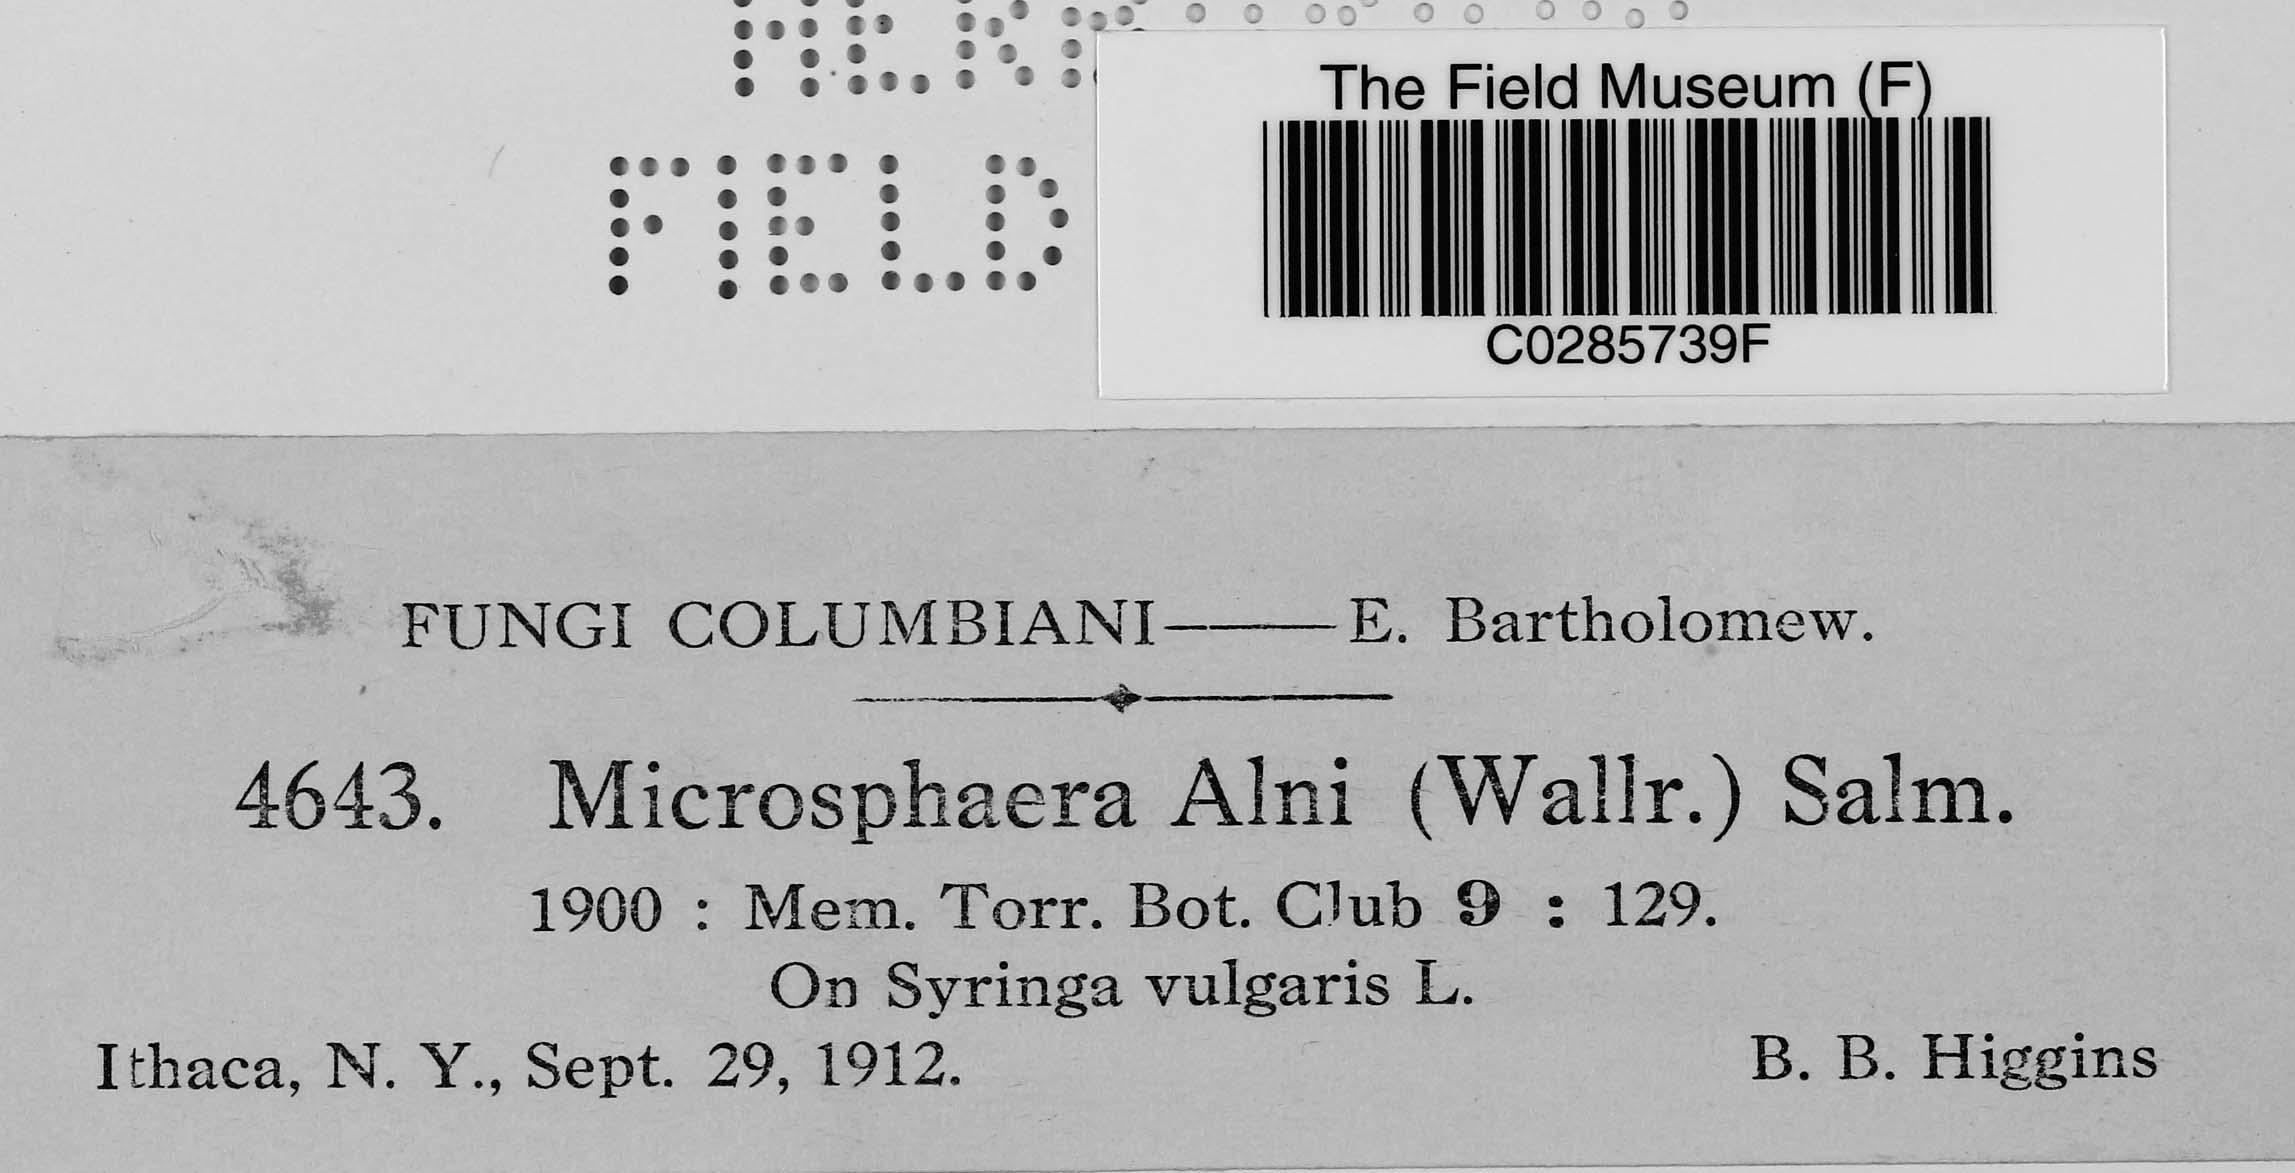 The Field Museum (F)
FIELD
C0285739F
FUNGI COLUMBIANI——E. Bartholomew.
4643. Microsphaera Alni (Wallr.) Salm.
1900 : Mem. Torr. Bot. Club 9 : 129.
On Syringa vulgaris L.
Ithaca, N. Y., Sept. 29, 1912. B. B. Higgins